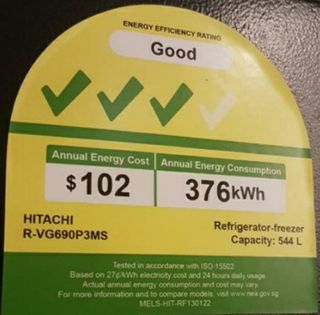 ENERGY EFFICIENCY RATING
Good
Annual Energy Cost
$102
Annual Energy Consumption
376kWh
HITACHI
R-VG690P3MS
Refrigerator-freezer
Capacity: 544 L
Tested in accordance with ISO 15502
Based on 27¢/kWh electricity cost and 24 hours daily usage.
Actual annual energy consumption and cost may vary.
For more information and to compare models, visit www.nea.gov.sg
MELS-HIT-RF130122